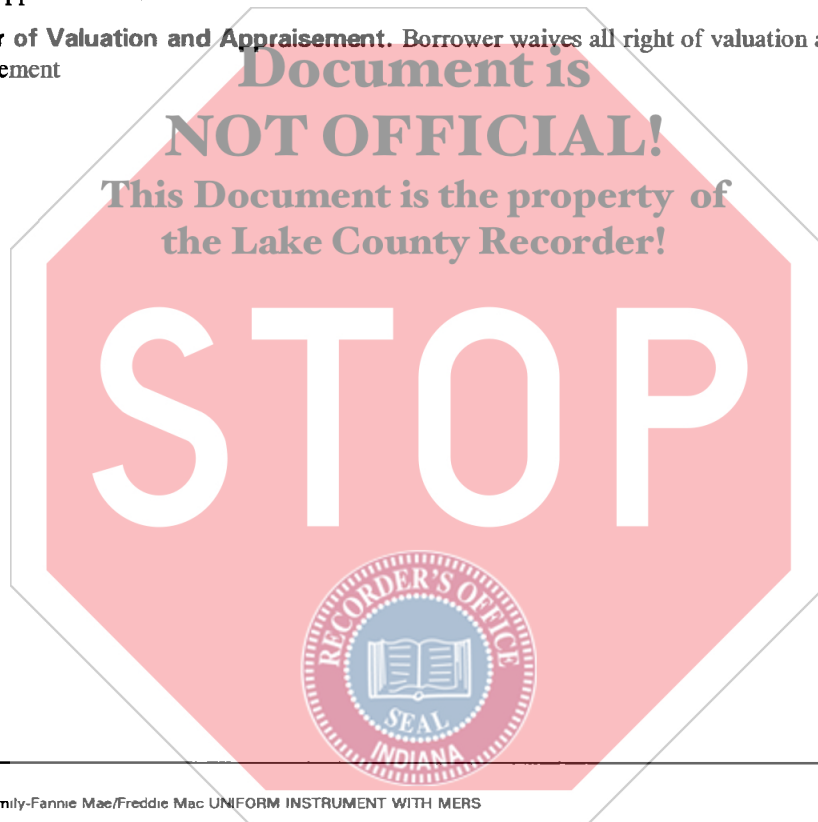 r of Valuation and Appraisement. Borrower waives all right of valuation a
ement
Document is
NOT OFFICIAL!
This Document is the property of
the Lake County Recorder!
STOP
RECORDER'S OFFICE
SEAL
INDIANA
mily-Fannie Mae/Freddie Mac UNIFORM INSTRUMENT WITH MERS